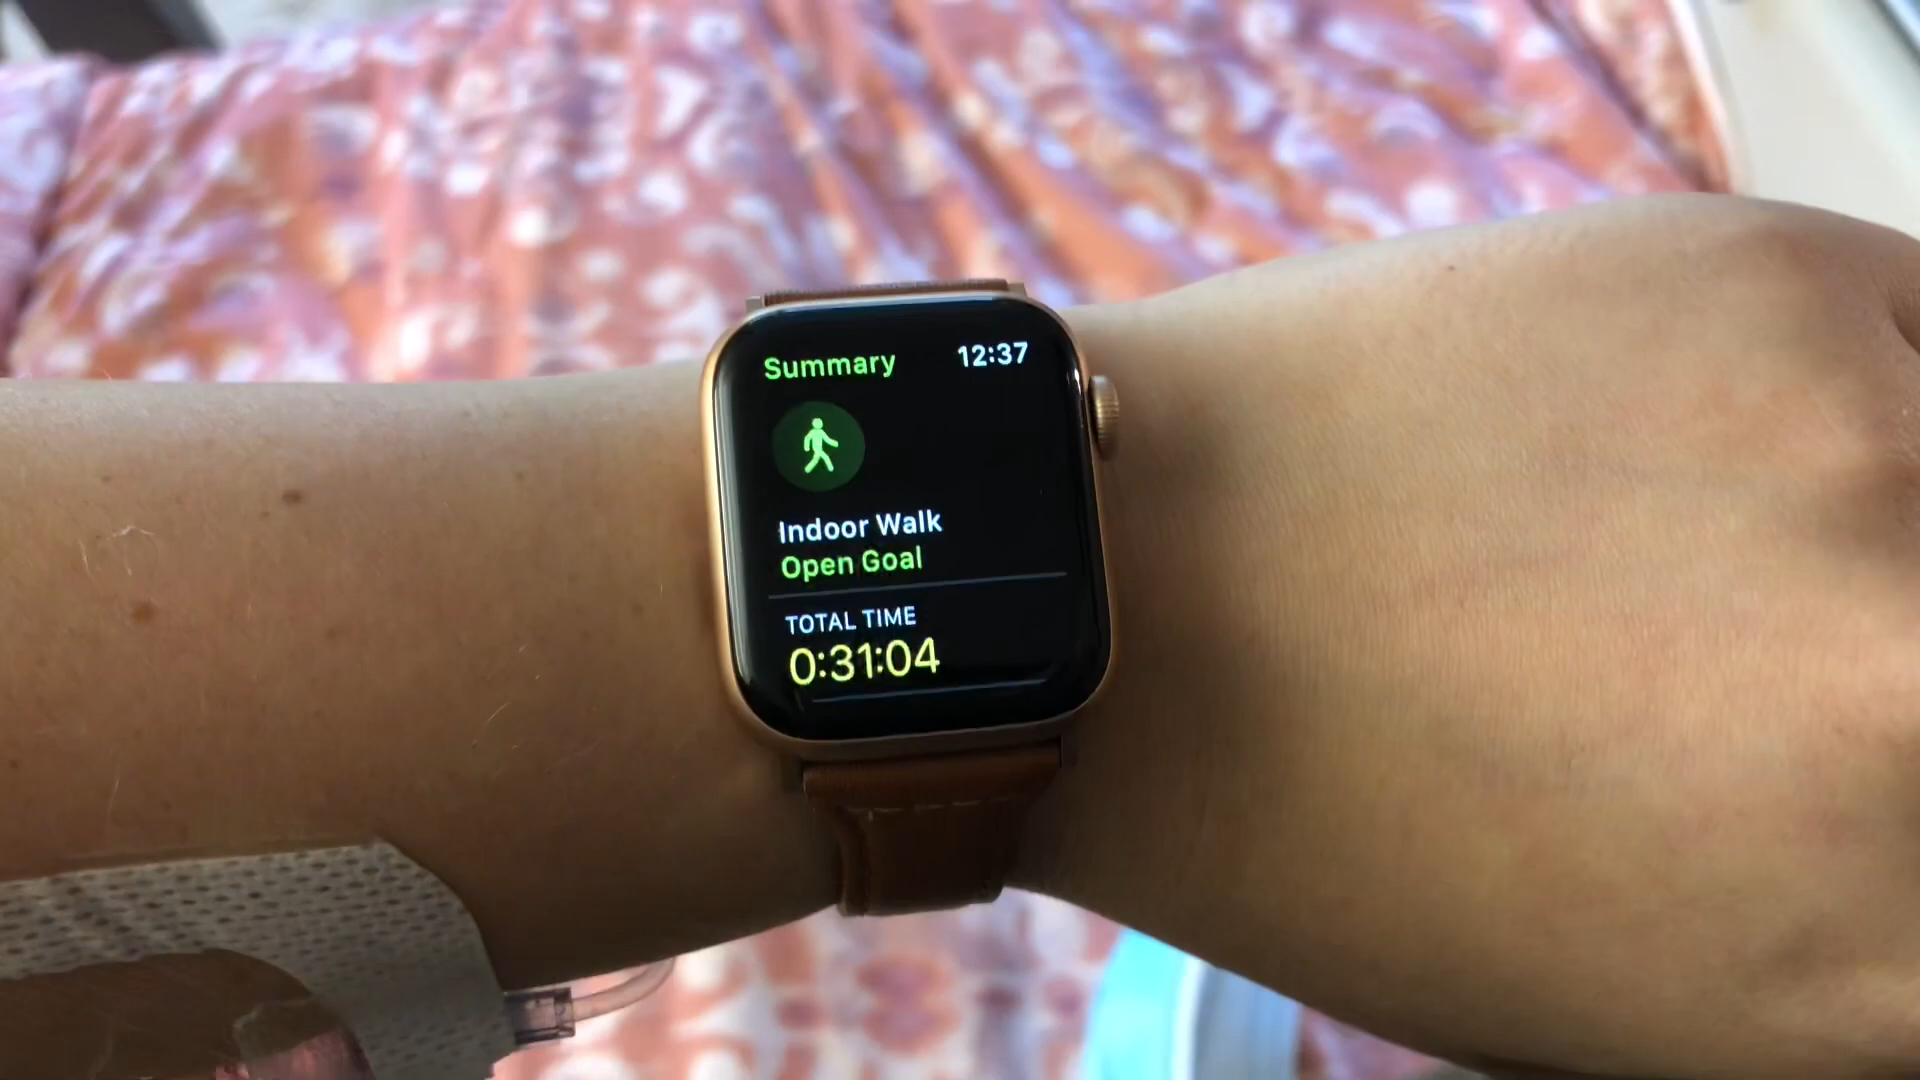 Summary 12:37
Indoor Walk
Open Goal
TOTAL TIME
0:31:04